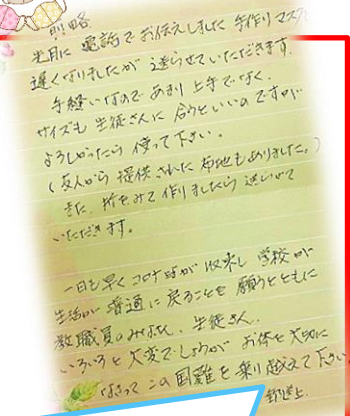 前略
先月に電話でお伝えしました手作りマスク
遅くなりましたが送らせていただきます。
手縫いなのであまり上手でなく、
サイズも生徒さんに合うといいのですが
よろしかったら使って下さい。
(友人から提供された布地もありました。)
また、折をみて作りましたら送らせて
いただきます。
一日も早くコロナ時が収束し学校が
生活が普通に戻ることを願うとともに
教職員のみなさん、生徒さん、
いろいろと大変でしょうがお体を大切に
なさってこの国難を乗り越えて下さい。